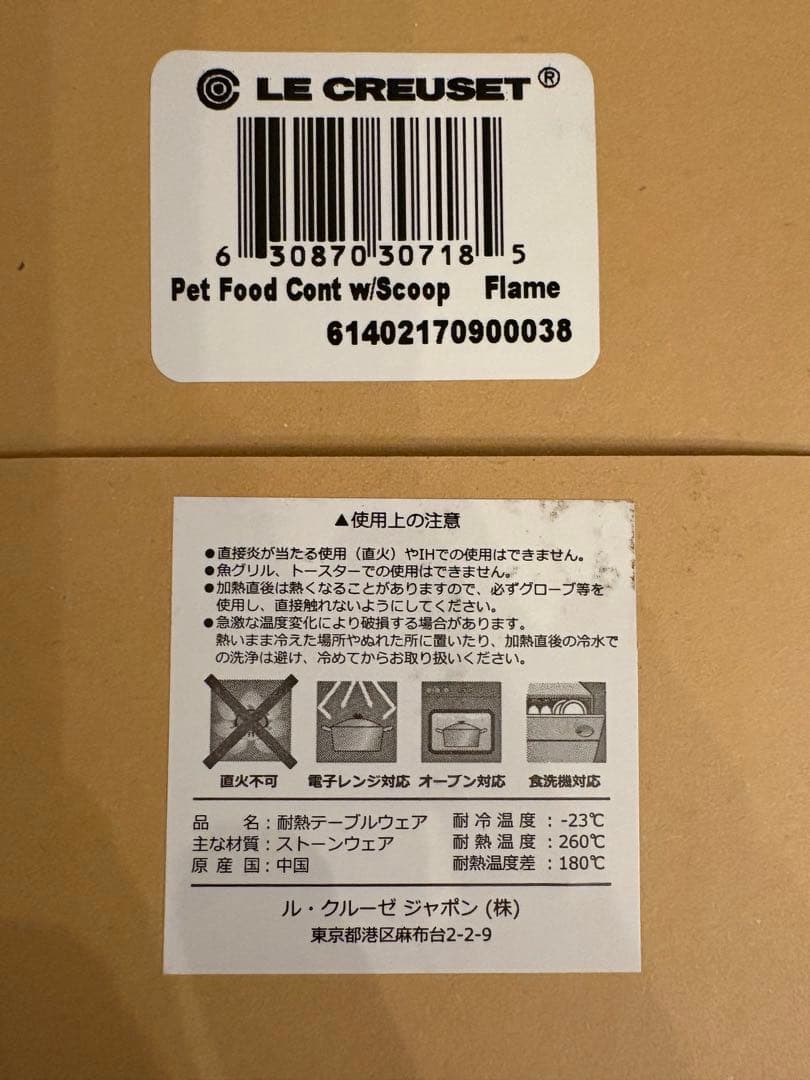 LE CREUSET®
6 30870 30718 5
Pet Food Cont w/Scoop Flame
61402170900038
▲使用上の注意
●直接炎が当たる使用（直火）やIHでの使用はできません。
●魚グリル、トースターでの使用はできません。
●加熱直後は熱くなることがありますので、必ずグローブ等を
使用し、直接触れないようにしてください。
●急激な温度変化により破損する場合があります。
熱いまま冷えた場所やぬれた所に置いたり、加熱直後の冷水で
の洗浄は避け、冷めてからお取り扱いください。
直火不可 電子レンジ対応 オーブン対応 食洗機対応
品 名：耐熱テーブルウェア 耐冷温度：-23℃
主な材質：ストーンウェア 耐熱温度：260℃
原産国：中国 耐熱温度差：180℃
ル・クルーゼ ジャポン (株)
東京都港区麻布台2-2-9